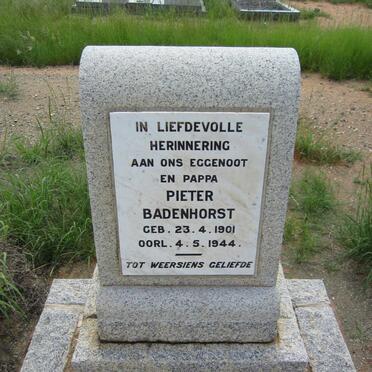 IN LIEFDEVOLLE
HERINNERING
AAN ONS EGGENOOT
EN PAPPA
PIETER
BADENHORST
GEB. 23.4.1901
OORL. 4.5.1944.
TOT WEERSIENS GELIEFDE